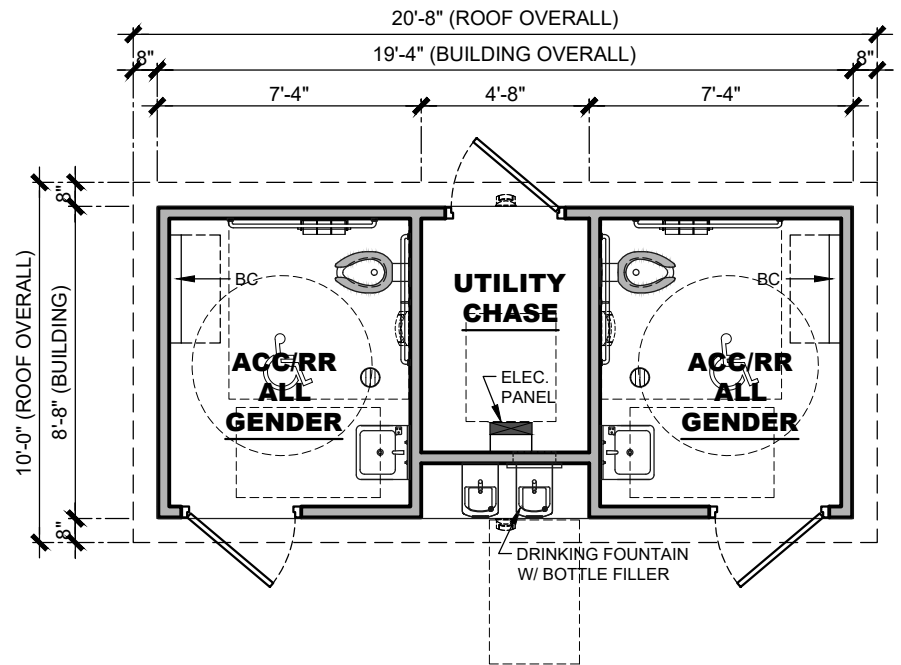 20'-8" (ROOF OVERALL)
8"
19'-4" (BUILDING OVERALL)
8"
7'-4"
4'-8"
7'-4"
10'-0" (ROOF OVERALL)
8"
8'-8" (BUILDING)
8"
BC
UTILITY
CHASE
BC
ACC/RR
ALL
GENDER
ELEC.
PANEL
ACC/RR
ALL
GENDER
DRINKING FOUNTAIN
W/ BOTTLE FILLER